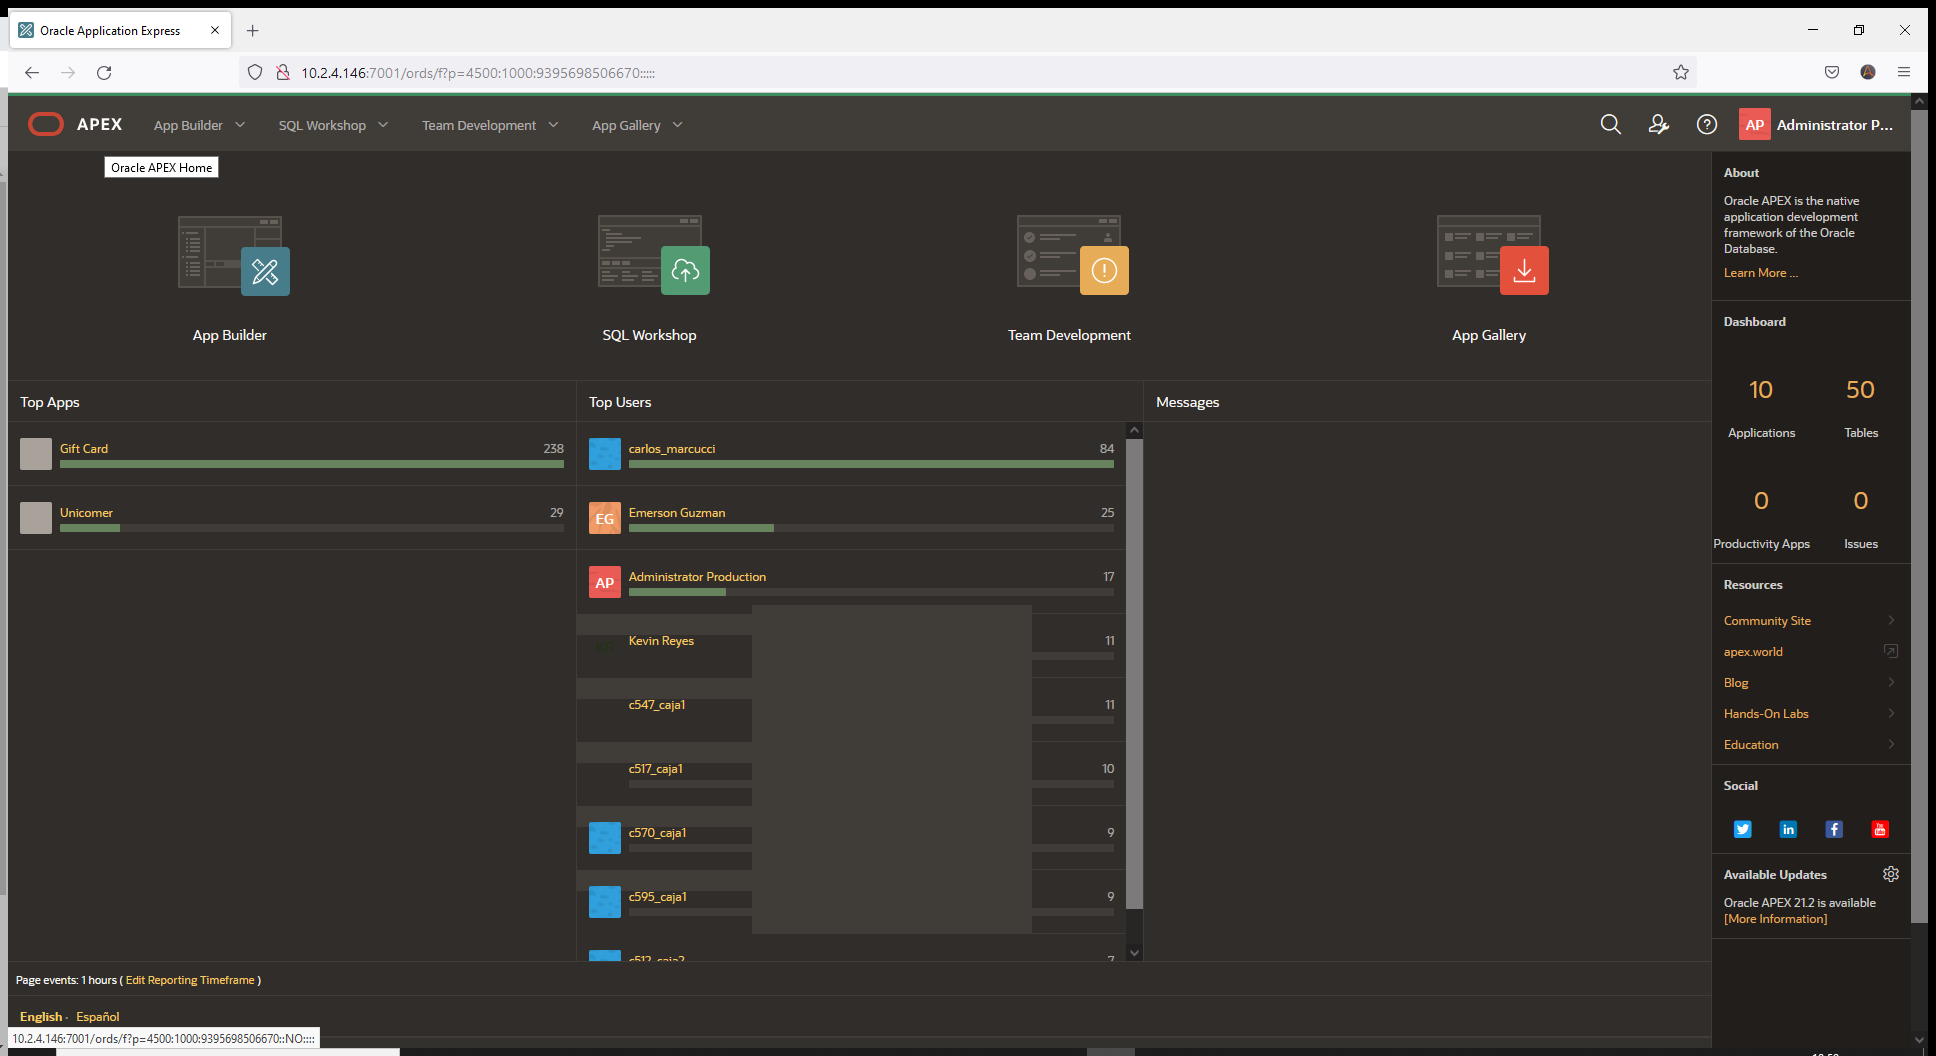 Oracle Application Express
10.2.4.146:7001/ords/f?p=4500:1000:9395698506670:::::
APEX
App Builder
SQL Workshop
Team Development
App Gallery
AP
Administrator P...
Oracle APEX Home
App Builder
SQL Workshop
Team Development
App Gallery
About
Oracle APEX is the native
application development
framework of the Oracle
Database.
Learn More ...
Dashboard
10
50
Applications
Tables
0
0
Productivity Apps
Issues
Resources
Community Site
apex.world
Blog
Hands-On Labs
Education
Social
Available Updates
Oracle APEX 21.2 is available
[More Information]
Top Apps
Gift Card
238
Unicomer
29
Top Users
carlos_marcucci
84
EG
Emerson Guzman
25
AP
Administrator Production
17
Kevin Reyes
11
c547_caja1
11
c517_caja1
10
c570_caja1
9
c595_caja1
9
c512_caja2
7
Messages
Page events: 1 hours ( Edit Reporting Timeframe )
English - Español
10.2.4.146:7001/ords/f?p=4500:1000:9395698506670::NO::::